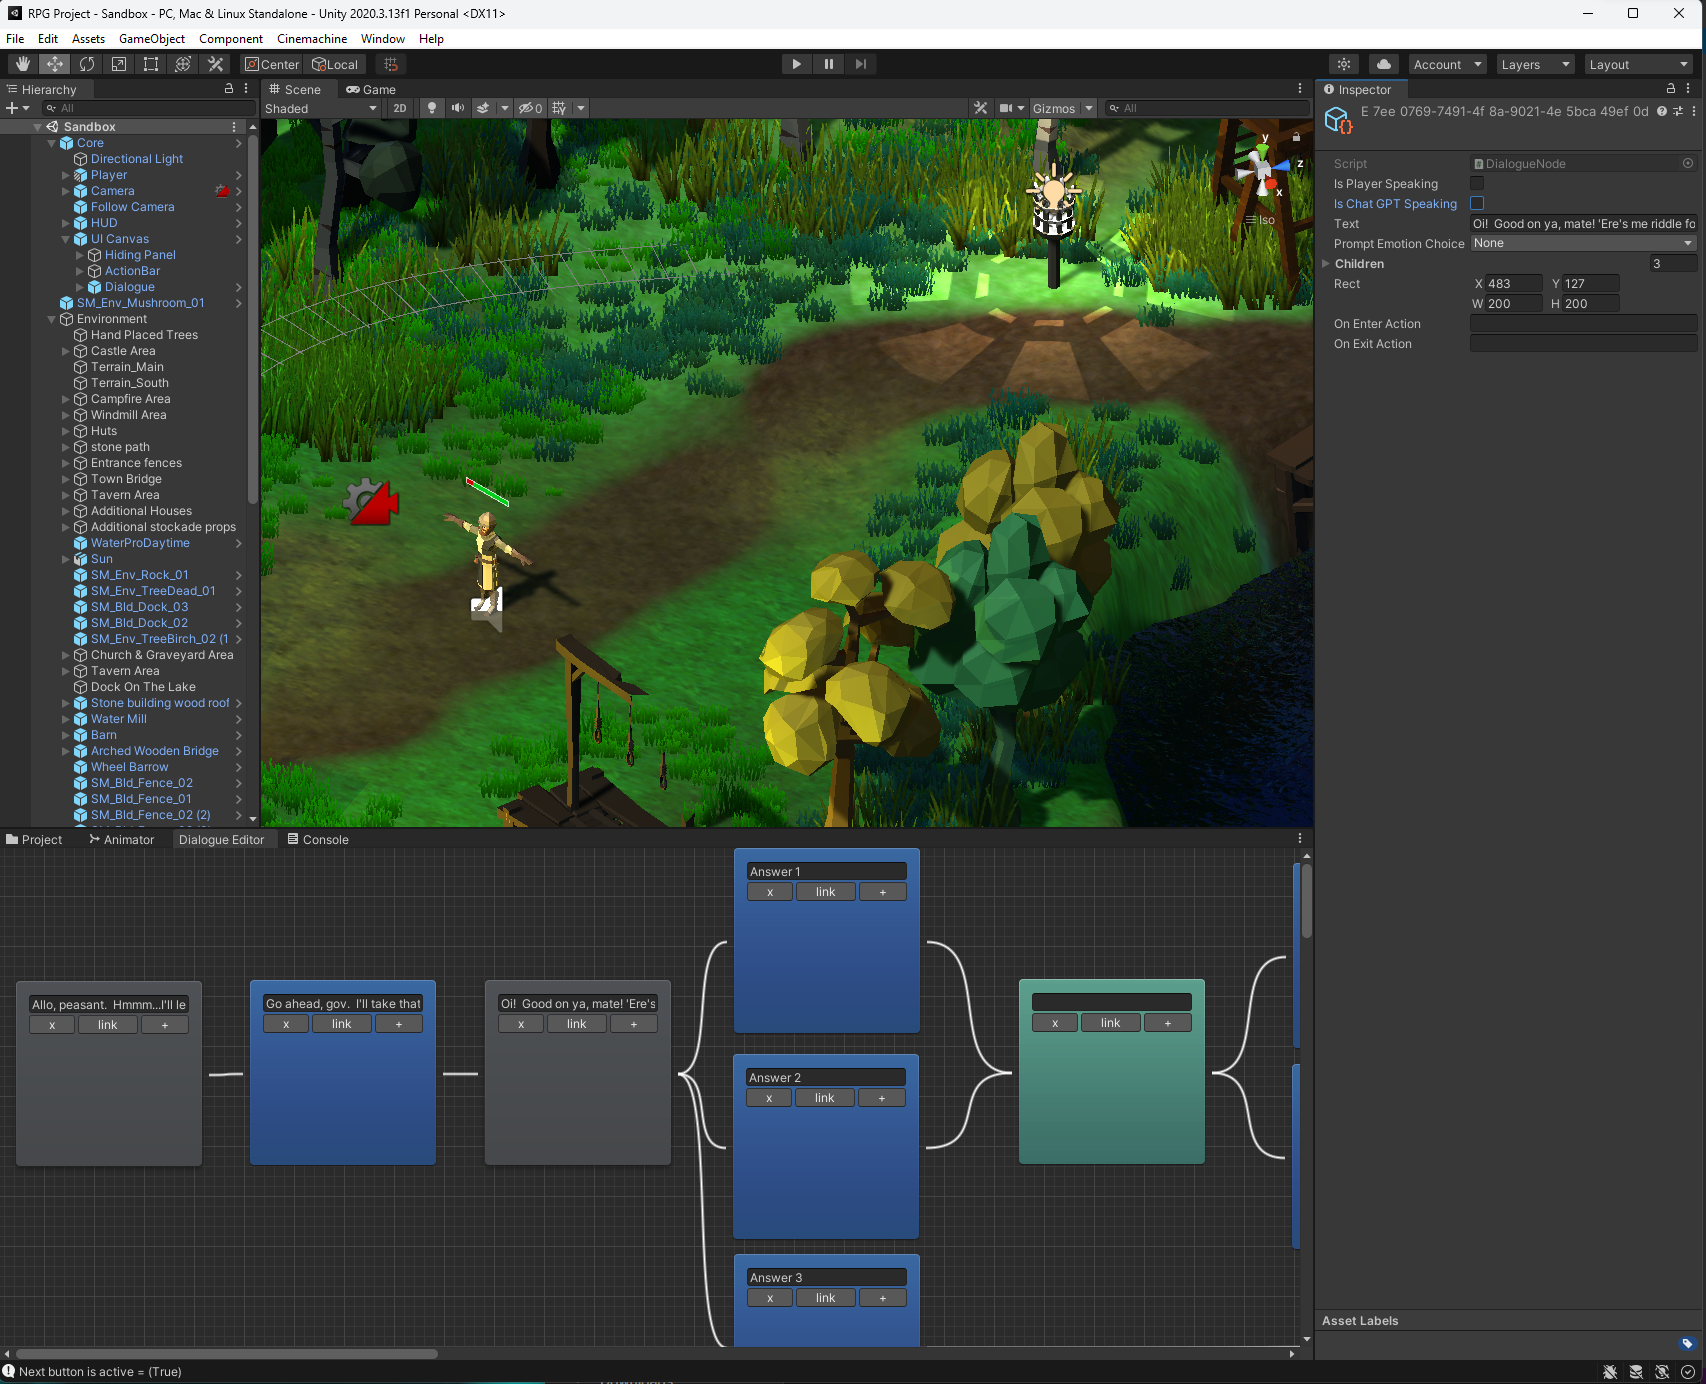 RPG Project - Sandbox - PC, Mac & Linux Standalone - Unity 2020.3.13f1 Personal <DX11>
File Edit Assets GameObject Component Cinemachine Window Help
Center Local Account Layers Layout
Hierarchy
All
Sandbox
Core
Directional Light
Player
Camera
Follow Camera
HUD
UI Canvas
Hiding Panel
ActionBar
Dialogue
SM_Env_Mushroom_01
Environment
Hand Placed Trees
Castle Area
Terrain_Main
Terrain_South
Campfire Area
Windmill Area
Huts
stone path
Entrance fences
Town Bridge
Tavern Area
Additional Houses
Additional stockade props
WaterProDaytime
Sun
SM_Env_Rock_01
SM_Env_TreeDead_01
SM_Bld_Dock_03
SM_Bld_Dock_02
SM_Env_TreeBirch_02 (1
Church & Graveyard Area
Tavern Area
Dock On The Lake
Stone building wood roof
Water Mill
Barn
Arched Wooden Bridge
Wheel Barrow
SM_Bld_Fence_02
SM_Bld_Fence_01
SM_Bld_Fence_02 (2)
Scene Game
Shaded 2D 0 Gizmos All
y
z
x
Iso
Inspector
E 7ee 0769-7491-4f 8a-9021-4e 5bca 49ef 0d
Script DialogueNode
Is Player Speaking
Is Chat GPT Speaking
Text Oi!  Good on ya, mate! 'Ere's me riddle fo
Prompt Emotion Choice None
Children 3
Rect X 483 Y 127
W 200 H 200
On Enter Action
On Exit Action
Asset Labels
Project Animator Dialogue Editor Console
Allo, peasant.  Hmmm...I'll le
x link +
Go ahead, gov.  I'll take that
x link +
Oi!  Good on ya, mate! 'Ere's
x link +
Answer 1
x link +
Answer 2
x link +
Answer 3
x link +
x link +
Next button is active = (True)